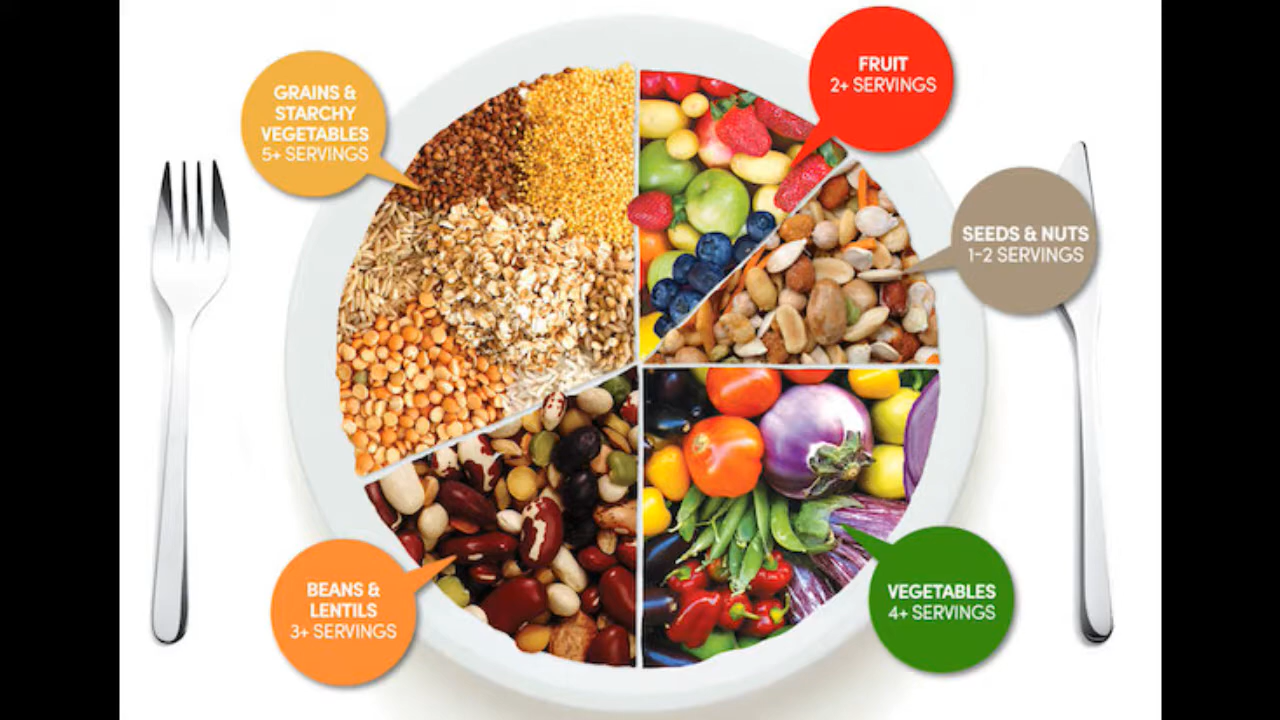 GRAINS &
STARCHY
VEGETABLES
5+ SERVINGS
FRUIT
2+ SERVINGS
SEEDS & NUTS
1-2 SERVINGS
BEANS &
LENTILS
3+ SERVINGS
VEGETABLES
4+ SERVINGS